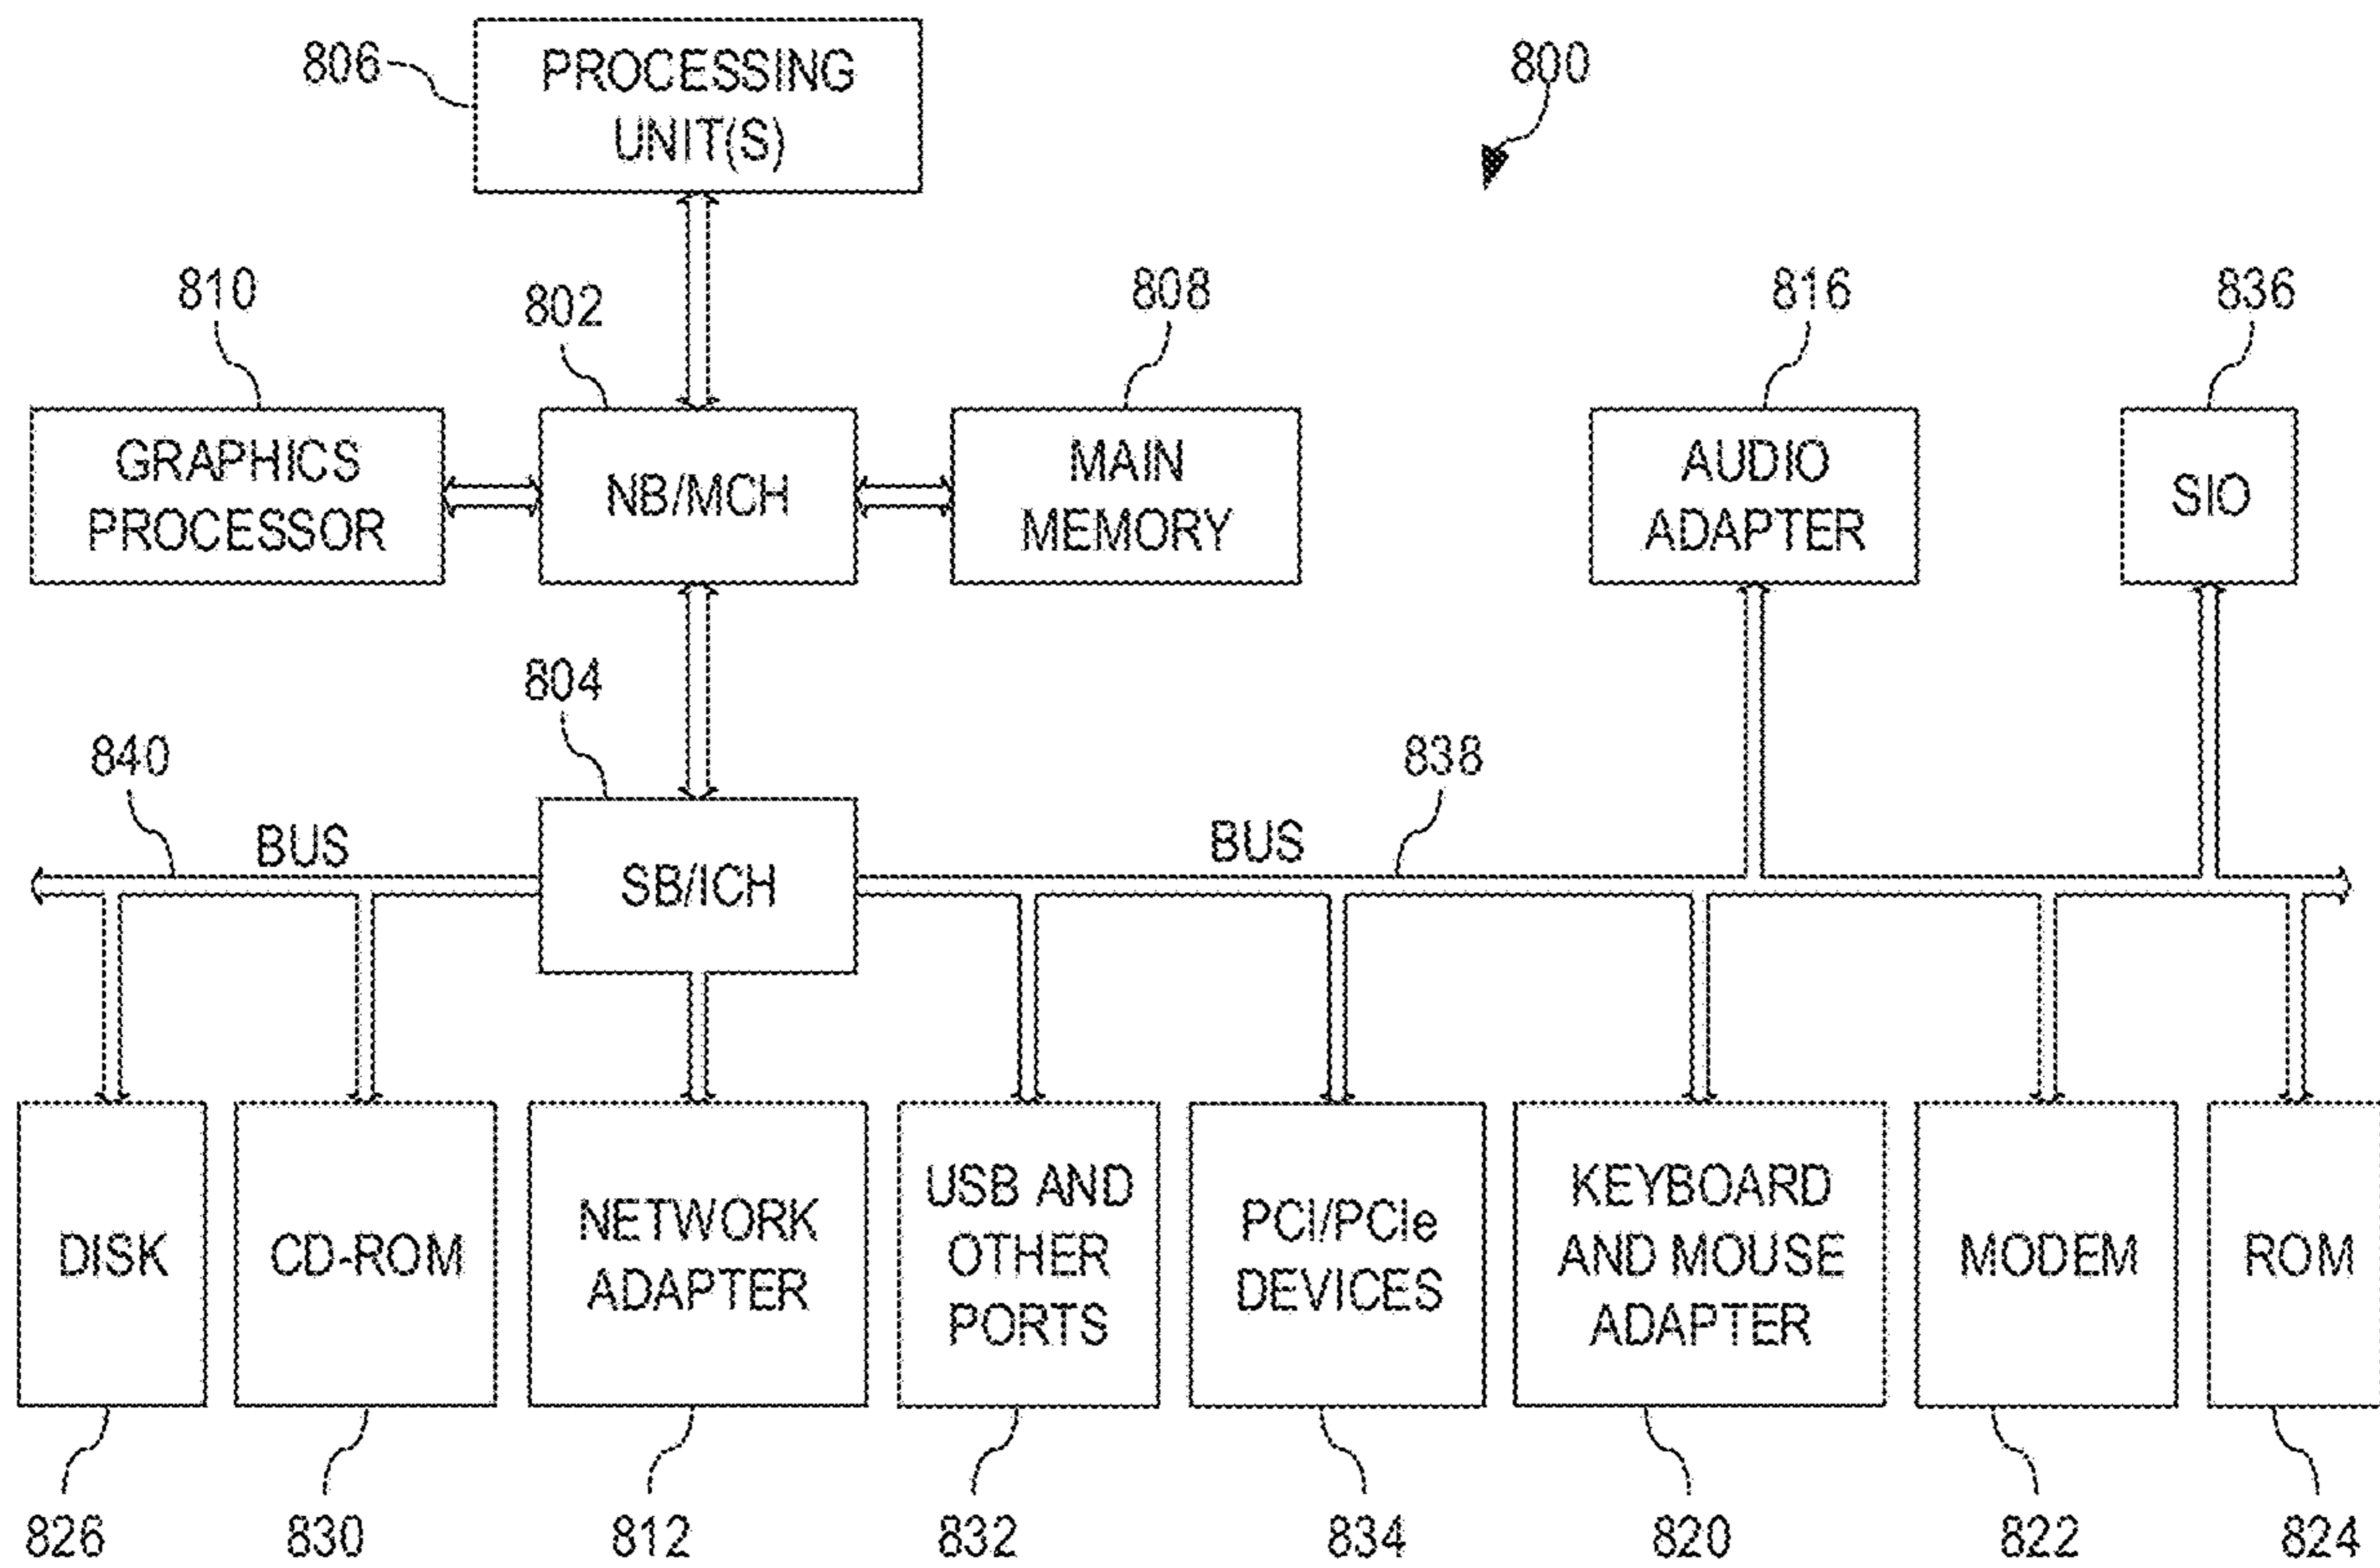 806
PROCESSING
UNIT(S)
800
810
802
808
816
836
GRAPHICS
PROCESSOR
NB/MCH
MAIN
MEMORY
AUDIO
ADAPTER
SIO
804
840
838
BUS
BUS
SB/ICH
DISK
CD-ROM
NETWORK
ADAPTER
USB AND
OTHER
PORTS
PCI/PCIe
DEVICES
KEYBOARD
AND MOUSE
ADAPTER
MODEM
ROM
826
830
812
832
834
820
822
824